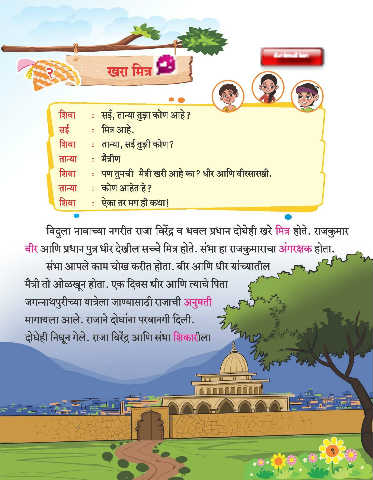 २
खरा मित्र
शिवा : सई, तान्या तुझा कोण आहे?
सई : मित्र आहे.
शिवा : तान्या, सई तुझी कोण?
तान्या : मैत्रीण
शिवा : पण तुमची मैत्री खरी आहे का? धीर आणि वीरसारखी.
तान्या : कोण आहेत हे?
शिवा : ऐका तर मग ही कथा!
विदुला नावाच्या नगरीत राजा विरेंद्र व धवल प्रधान दोघेही खरे मित्र होते. राजकुमार
वीर आणि प्रधान पुत्र धीर देखील सच्चे मित्र होते. संभा हा राजकुमाराचा अंगरक्षक होता.
संभा आपले काम चोख करीत होता. वीर आणि धीर यांच्यातील
मैत्री तो ओळखून होता. एक दिवस धीर आणि त्याचे पिता
जगन्नाथपुरीच्या यात्रेला जाण्यासाठी राजाची अनुमती
मागायला आले. राजाने दोघांना परवानगी दिली.
दोघेही निघून गेले. राजा विरेंद्र आणि संभा शिकारीला